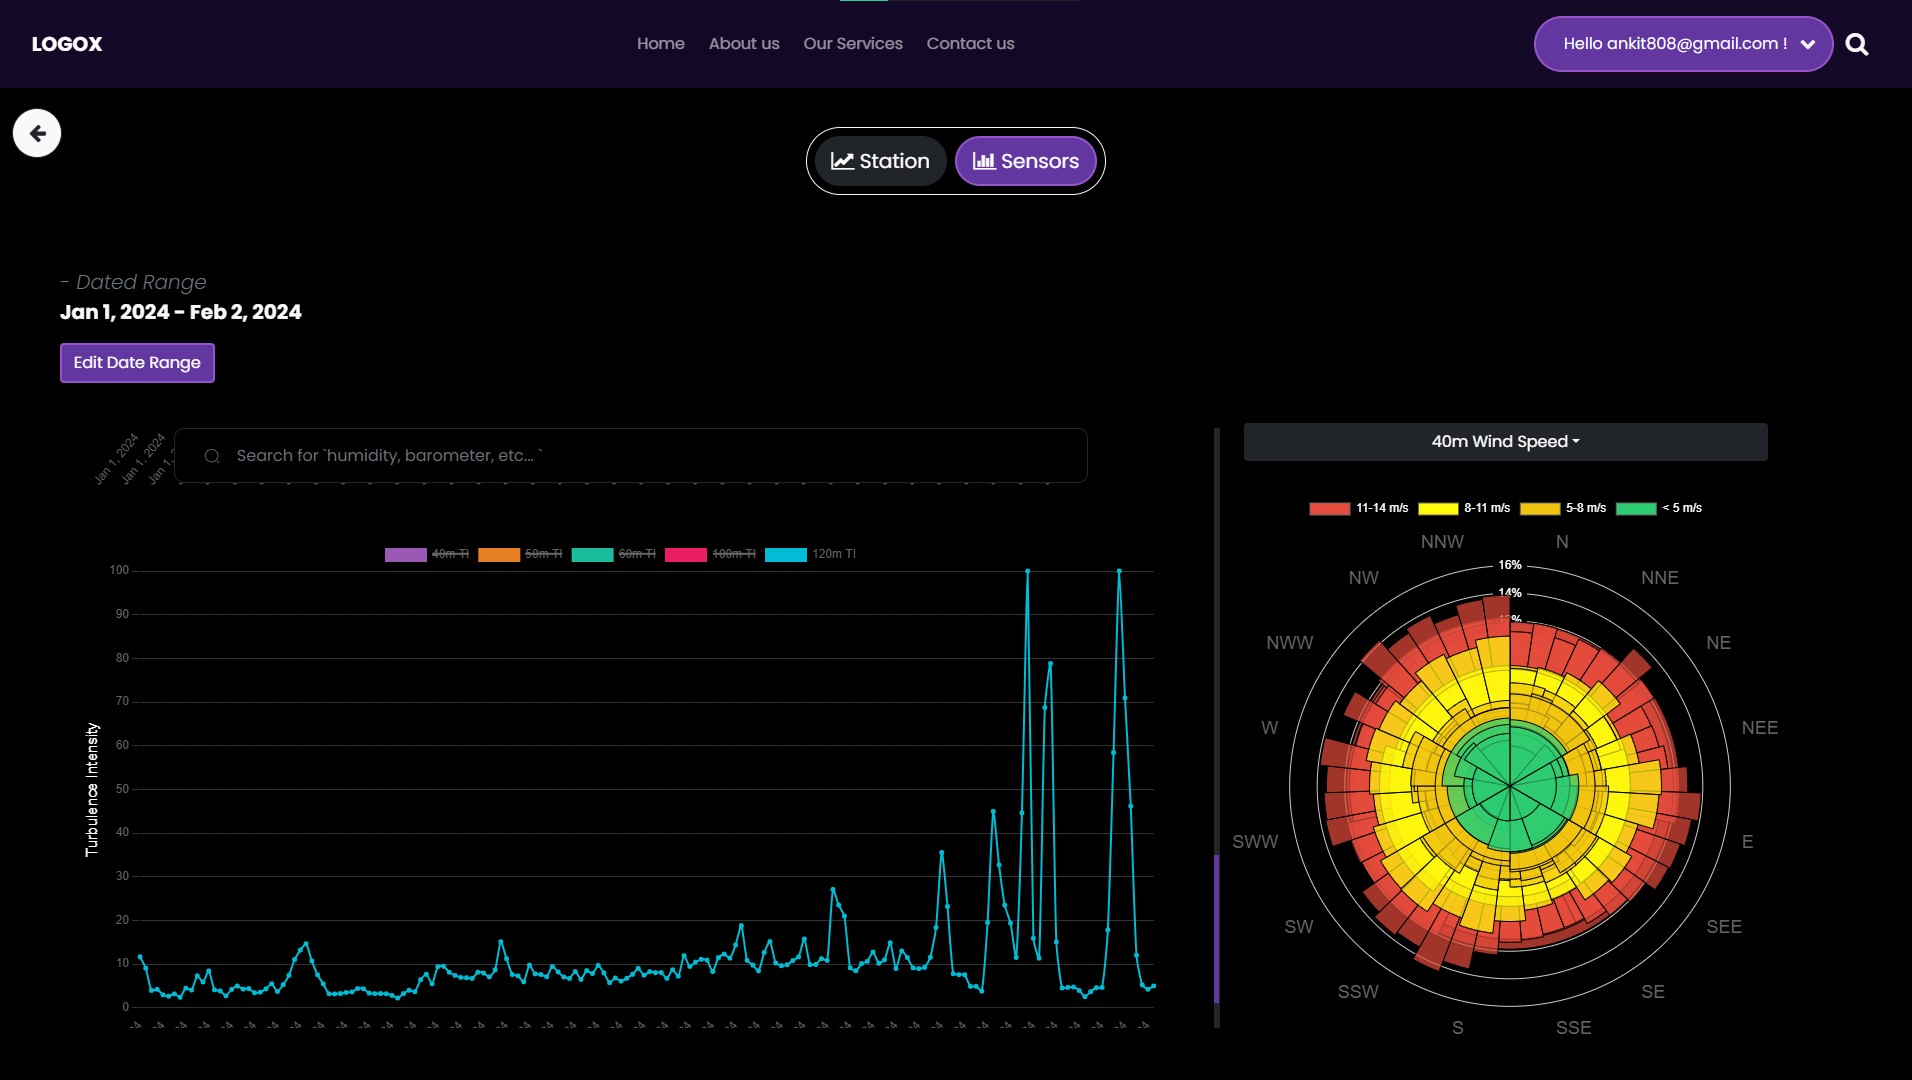 LOGOX
Home
About us
Our Services
Contact us
Hello ankit808@gmail.com !
Station
Sensors
- Dated Range
Jan 1, 2024 - Feb 2, 2024
Edit Date Range
Jan 1, 2024
Jan 1, 2024
Jan 1,
Search for `humidity, barometer, etc... `
40m TI
50m TI
60m TI
100m TI
120m TI
Turbulence Intensity
100
90
80
70
60
50
40
30
20
10
0
40m Wind Speed
11-14 m/s
8-11 m/s
5-8 m/s
< 5 m/s
NNW
N
NW
NNE
NWW
NE
W
NEE
SWW
E
SW
SEE
SSW
SE
S
SSE
16%
14%